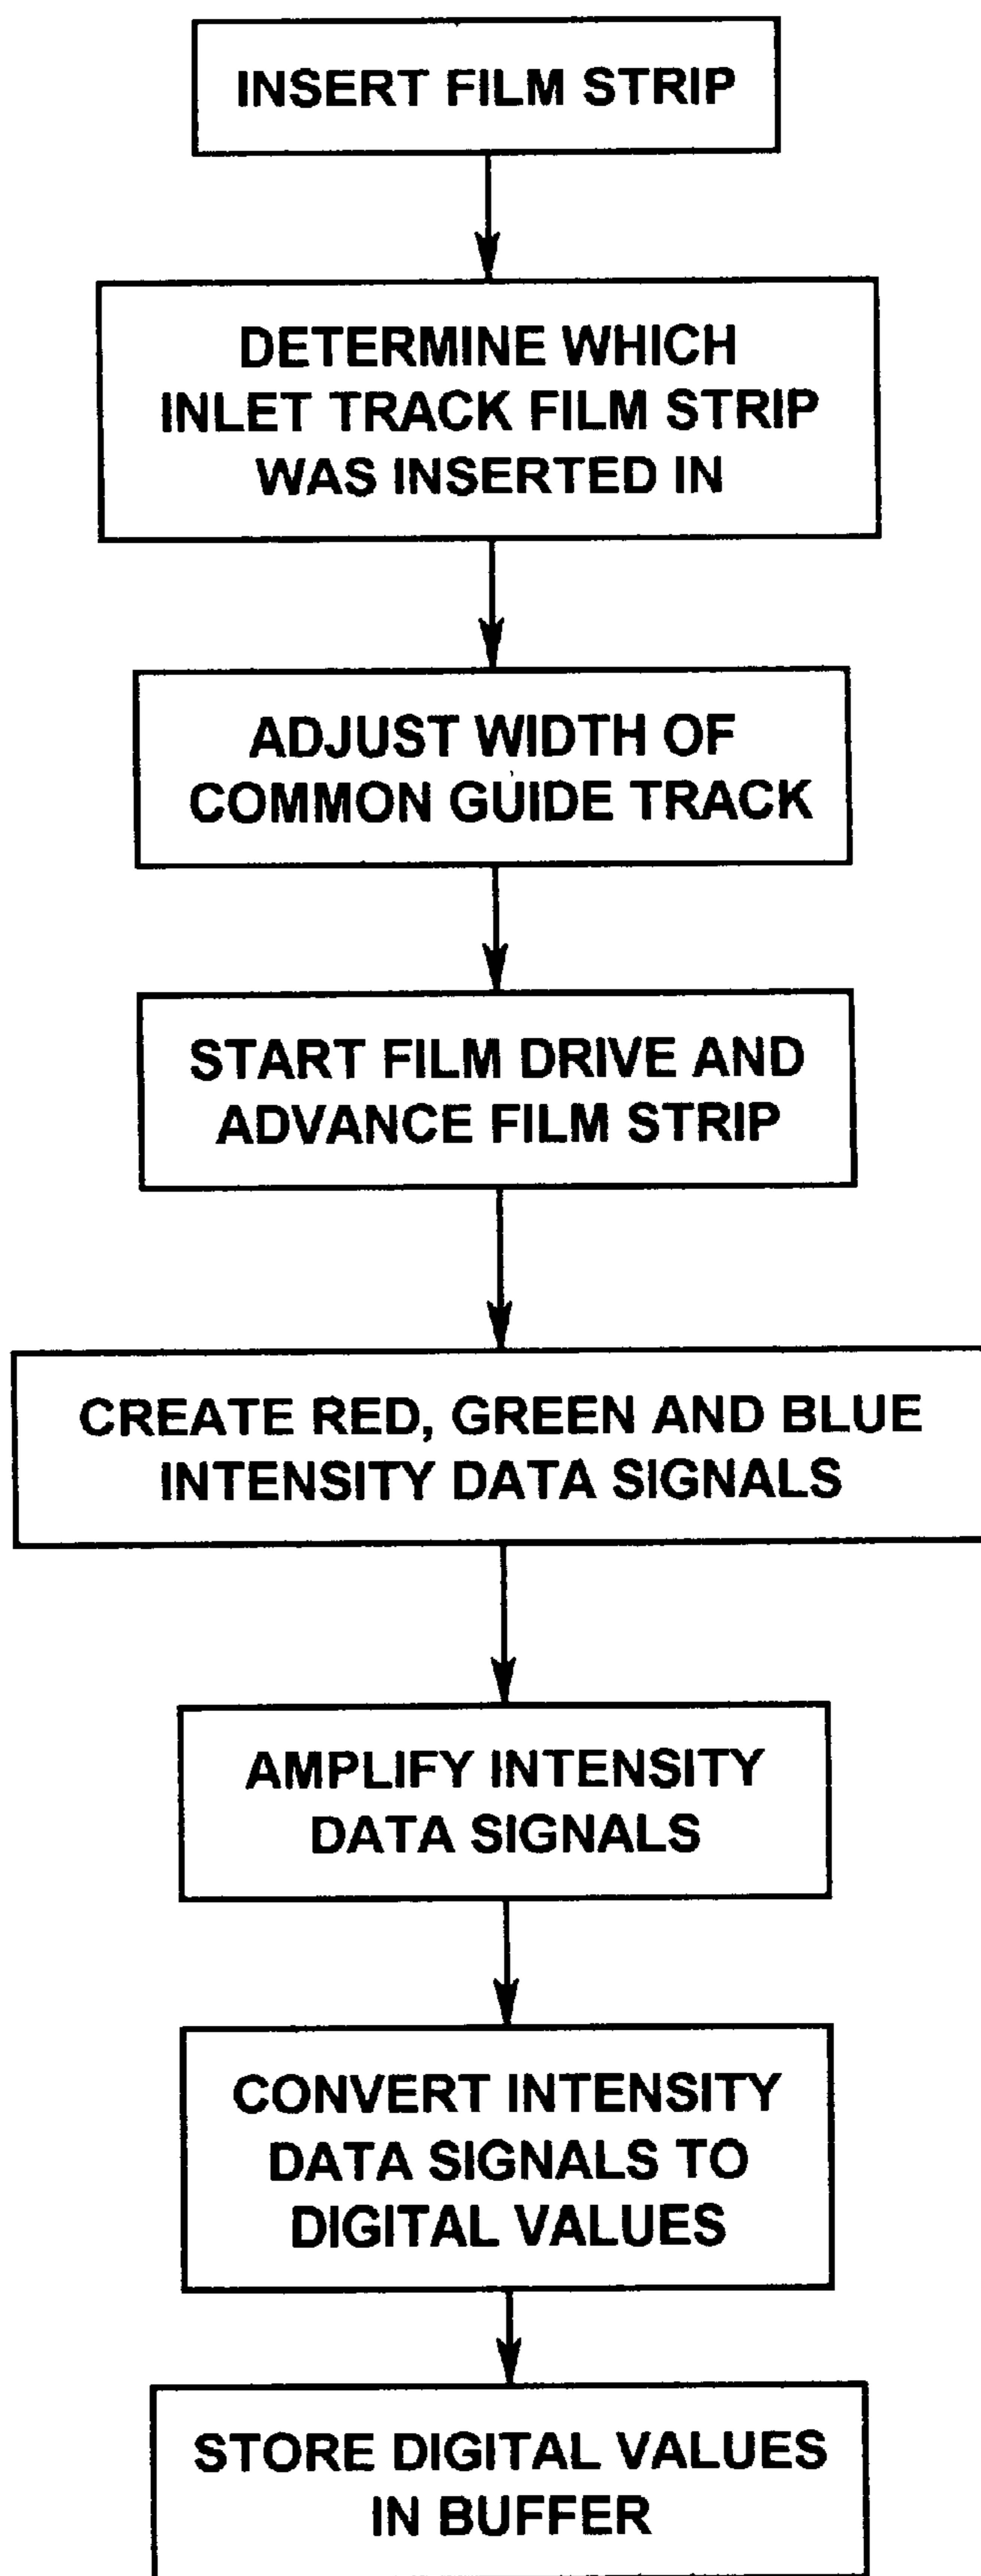 INSERT FILM STRIP
DETERMINE WHICH
INLET TRACK FILM STRIP
WAS INSERTED IN
ADJUST WIDTH OF
COMMON GUIDE TRACK
START FILM DRIVE AND
ADVANCE FILM STRIP
CREATE RED, GREEN AND BLUE
INTENSITY DATA SIGNALS
AMPLIFY INTENSITY
DATA SIGNALS
CONVERT INTENSITY
DATA SIGNALS TO
DIGITAL VALUES
STORE DIGITAL VALUES
IN BUFFER